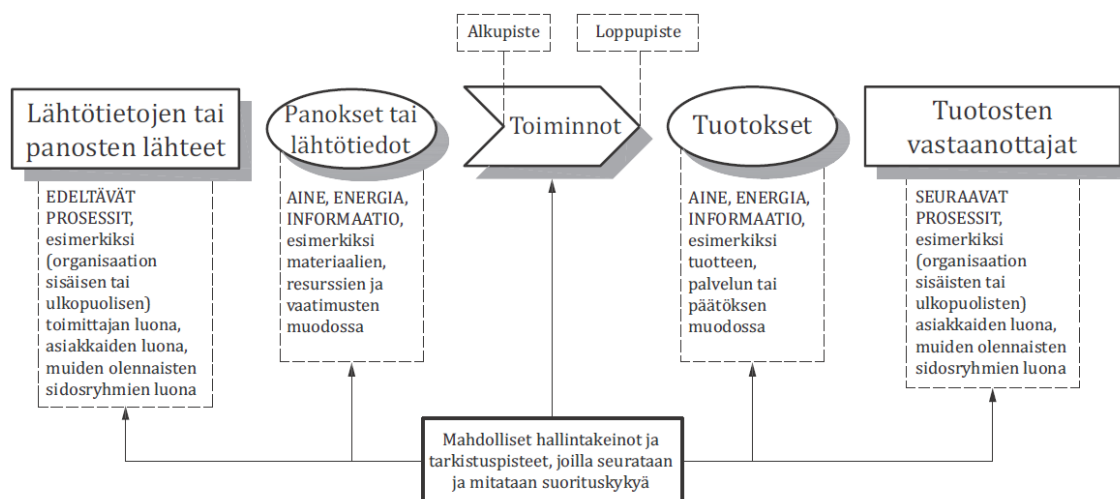 Alkupiste
Loppupiste
Lähtötietojen tai
panosten lähteet
Panokset tai
lähtötiedot
Toiminnot
Tuotokset
Tuotosten
vastaanottajat
EDELTÄVÄT
PROSESSIT,
esimerkiksi
(organisaation
sisäisen tai
ulkopuolisen)
toimittajan luona,
asiakkaiden luona,
muiden olennaisten
sidosryhmien luona
AINE, ENERGIA,
INFORMAATIO,
esimerkiksi
materiaalien,
resurssien ja
vaatimusten
muodossa
AINE, ENERGIA,
INFORMAATIO,
esimerkiksi
tuotteen,
palvelun tai
päätöksen
muodossa
SEURAAVAT
PROSESSIT,
esimerkiksi
(organisaation
sisäisten tai
ulkopuolisten)
asiakkaiden luona,
muiden olennaisten
sidosryhmien luona
Mahdolliset hallintakeinot ja
tarkistuspisteet, joilla seurataan
ja mitataan suorituskykyä